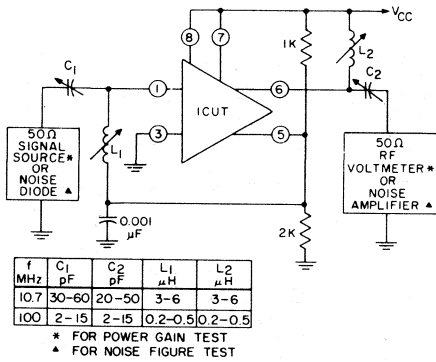 VCC
8
7
1K
L2
C1
C2
1
6
ICUT
3
5
L1
50Ω
SIGNAL
SOURCE*
OR
NOISE
DIODE ▲
50Ω
RF
VOLTMETER*
OR
NOISE
AMPLIFIER ▲
0.001
μF
2K
f MHz C1 pF C2 pF L1 μH L2 μH
10.7 30-60 20-50 3-6 3-6
100 2-15 2-15 0.2-0.5 0.2-0.5
* FOR POWER GAIN TEST
▲ FOR NOISE FIGURE TEST